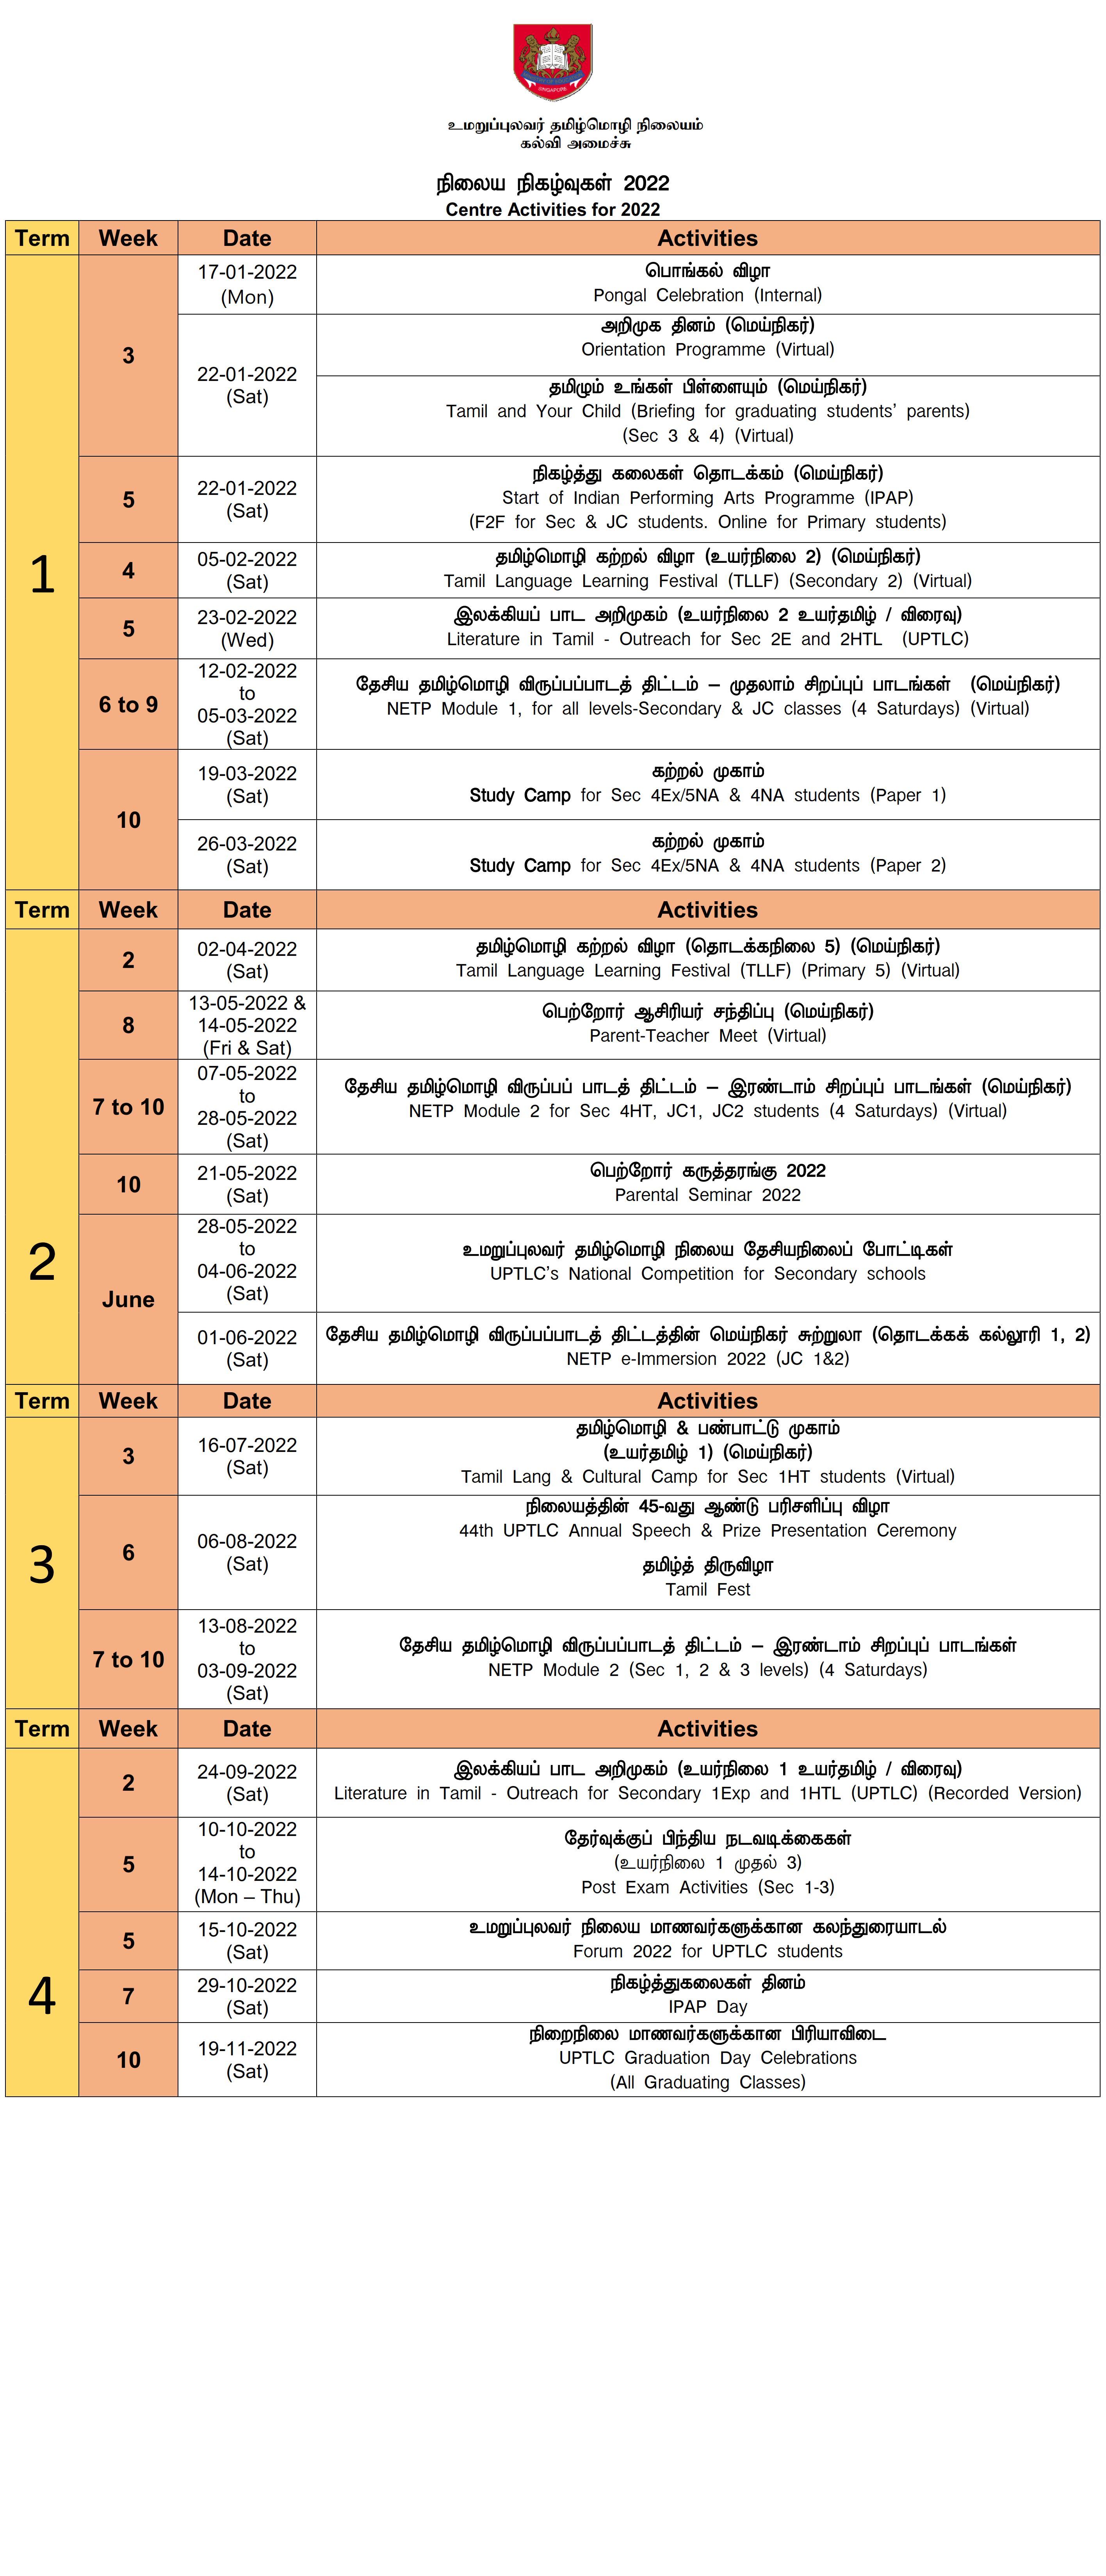 SINGAPORE
உமறுப்புலவர் தமிழ்மொழி நிலையம்
கல்வி அமைச்சு
நிலைய நிகழ்வுகள் 2022
Centre Activities for 2022
Term Week Date Activities
1
3
17-01-2022
(Mon)
பொங்கல் விழா
Pongal Celebration (Internal)
22-01-2022
(Sat)
அறிமுக தினம் (மெய்நிகர்)
Orientation Programme (Virtual)
தமிழும் உங்கள் பிள்ளையும் (மெய்நிகர்)
Tamil and Your Child (Briefing for graduating students' parents)
(Sec 3 & 4) (Virtual)
5
22-01-2022
(Sat)
நிகழ்த்து கலைகள் தொடக்கம் (மெய்நிகர்)
Start of Indian Performing Arts Programme (IPAP)
(F2F for Sec & JC students. Online for Primary students)
4
05-02-2022
(Sat)
தமிழ்மொழி கற்றல் விழா (உயர்நிலை 2) (மெய்நிகர்)
Tamil Language Learning Festival (TLLF) (Secondary 2) (Virtual)
5
23-02-2022
(Wed)
இலக்கியப் பாட அறிமுகம் (உயர்நிலை 2 உயர்தமிழ் / விரைவு)
Literature in Tamil - Outreach for Sec 2E and 2HTL (UPTLC)
6 to 9
12-02-2022
to
05-03-2022
(Sat)
தேசிய தமிழ்மொழி விருப்பப்பாடத் திட்டம் – முதலாம் சிறப்புப் பாடங்கள் (மெய்நிகர்)
NETP Module 1, for all levels-Secondary & JC classes (4 Saturdays) (Virtual)
10
19-03-2022
(Sat)
கற்றல் முகாம்
Study Camp for Sec 4Ex/5NA & 4NA students (Paper 1)
26-03-2022
(Sat)
கற்றல் முகாம்
Study Camp for Sec 4Ex/5NA & 4NA students (Paper 2)
Term Week Date Activities
2
2
02-04-2022
(Sat)
தமிழ்மொழி கற்றல் விழா (தொடக்கநிலை 5) (மெய்நிகர்)
Tamil Language Learning Festival (TLLF) (Primary 5) (Virtual)
8
13-05-2022 &
14-05-2022
(Fri & Sat)
பெற்றோர் ஆசிரியர் சந்திப்பு (மெய்நிகர்)
Parent-Teacher Meet (Virtual)
7 to 10
07-05-2022
to
28-05-2022
(Sat)
தேசிய தமிழ்மொழி விருப்பப் பாடத் திட்டம் – இரண்டாம் சிறப்புப் பாடங்கள் (மெய்நிகர்)
NETP Module 2 for Sec 4HT, JC1, JC2 students (4 Saturdays) (Virtual)
10
21-05-2022
(Sat)
பெற்றோர் கருத்தரங்கு 2022
Parental Seminar 2022
June
28-05-2022
to
04-06-2022
(Sat)
உமறுப்புலவர் தமிழ்மொழி நிலைய தேசியநிலைப் போட்டிகள்
UPTLC's National Competition for Secondary schools
01-06-2022
(Sat)
தேசிய தமிழ்மொழி விருப்பப்பாடத் திட்டத்தின் மெய்நிகர் சுற்றுலா (தொடக்கக் கல்லூரி 1, 2)
NETP e-Immersion 2022 (JC 1&2)
Term Week Date Activities
3
3
16-07-2022
(Sat)
தமிழ்மொழி & பண்பாட்டு முகாம்
(உயர்தமிழ் 1) (மெய்நிகர்)
Tamil Lang & Cultural Camp for Sec 1HT students (Virtual)
6
06-08-2022
(Sat)
நிலையத்தின் 45-வது ஆண்டு பரிசளிப்பு விழா
44th UPTLC Annual Speech & Prize Presentation Ceremony
தமிழ்த் திருவிழா
Tamil Fest
7 to 10
13-08-2022
to
03-09-2022
(Sat)
தேசிய தமிழ்மொழி விருப்பப்பாடத் திட்டம் – இரண்டாம் சிறப்புப் பாடங்கள்
NETP Module 2 (Sec 1, 2 & 3 levels) (4 Saturdays)
Term Week Date Activities
4
2
24-09-2022
(Sat)
இலக்கியப் பாட அறிமுகம் (உயர்நிலை 1 உயர்தமிழ் / விரைவு)
Literature in Tamil - Outreach for Secondary 1Exp and 1HTL (UPTLC) (Recorded Version)
5
10-10-2022
to
14-10-2022
(Mon – Thu)
தேர்வுக்குப் பிந்திய நடவடிக்கைகள்
(உயர்நிலை 1 முதல் 3)
Post Exam Activities (Sec 1-3)
5
15-10-2022
(Sat)
உமறுப்புலவர் நிலைய மாணவர்களுக்கான கலந்துரையாடல்
Forum 2022 for UPTLC students
7
29-10-2022
(Sat)
நிகழ்த்துகலைகள் தினம்
IPAP Day
10
19-11-2022
(Sat)
நிறைநிலை மாணவர்களுக்கான பிரியாவிடை
UPTLC Graduation Day Celebrations
(All Graduating Classes)